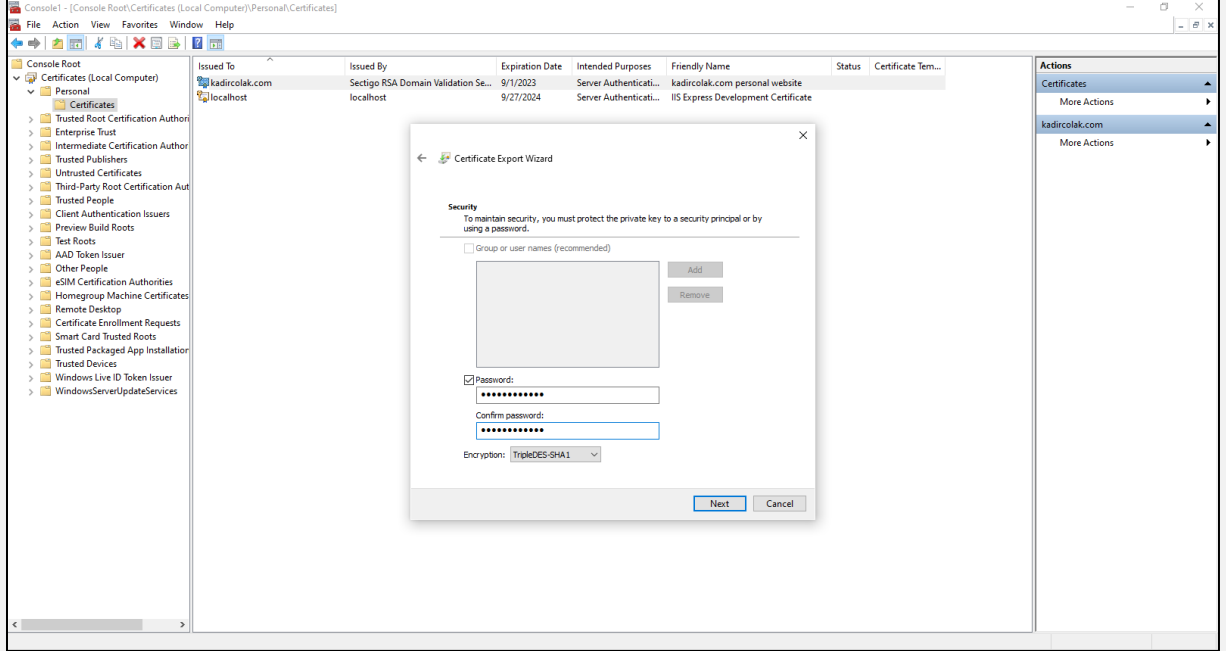 Console1 - [Console Root\Certificates (Local Computer)\Personal\Certificates]
File Action View Favorites Window Help
Console Root
Certificates (Local Computer)
Personal
Certificates
Trusted Root Certification Authori
Enterprise Trust
Intermediate Certification Author
Trusted Publishers
Untrusted Certificates
Third-Party Root Certification Aut
Trusted People
Client Authentication Issuers
Preview Build Roots
Test Roots
AAD Token Issuer
Other People
eSIM Certification Authorities
Homegroup Machine Certificates
Remote Desktop
Certificate Enrollment Requests
Smart Card Trusted Roots
Trusted Packaged App Installation
Trusted Devices
Windows Live ID Token Issuer
WindowsServerUpdateServices
Issued To Issued By Expiration Date Intended Purposes Friendly Name Status Certificate Tem...
kadircolak.com Sectigo RSA Domain Validation Se... 9/1/2023 Server Authenticati... kadircolak.com personal website
localhost localhost 9/27/2024 Server Authenticati... IIS Express Development Certificate
Certificate Export Wizard
Security
To maintain security, you must protect the private key to a security principal or by
using a password.
Group or user names (recommended)
Add
Remove
Password:
••••••••••••
Confirm password:
••••••••••••
Encryption: TripleDES-SHA1
Next Cancel
Actions
Certificates
More Actions
kadircolak.com
More Actions